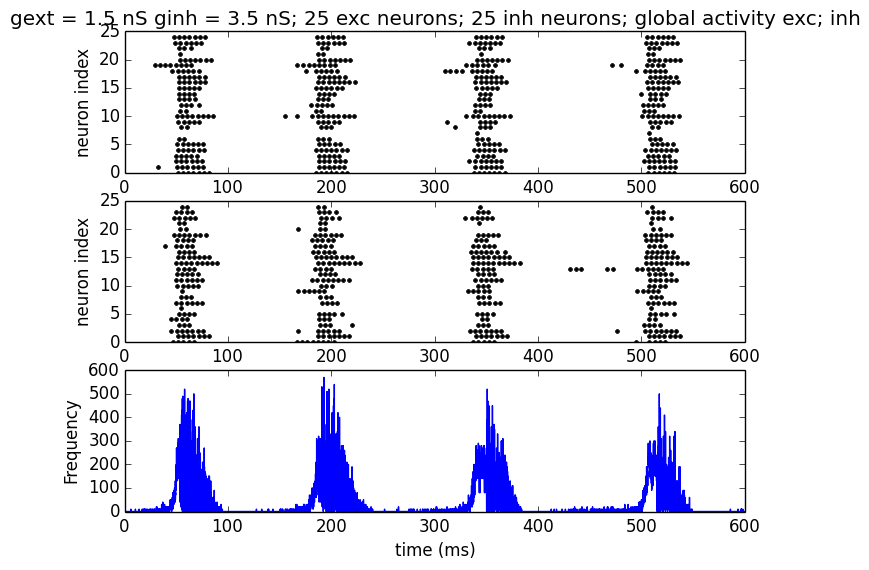 gext = 1.5 nS ginh = 3.5 nS; 25 exc neurons; 25 inh neurons; global activity exc; inh
25
20
15
10
5
0
neuron index
0 100 200 300 400 500 600
25
20
15
10
5
0
neuron index
0 100 200 300 400 500 600
600
500
400
300
200
100
0
Frequency
0 100 200 300 400 500 600
time (ms)